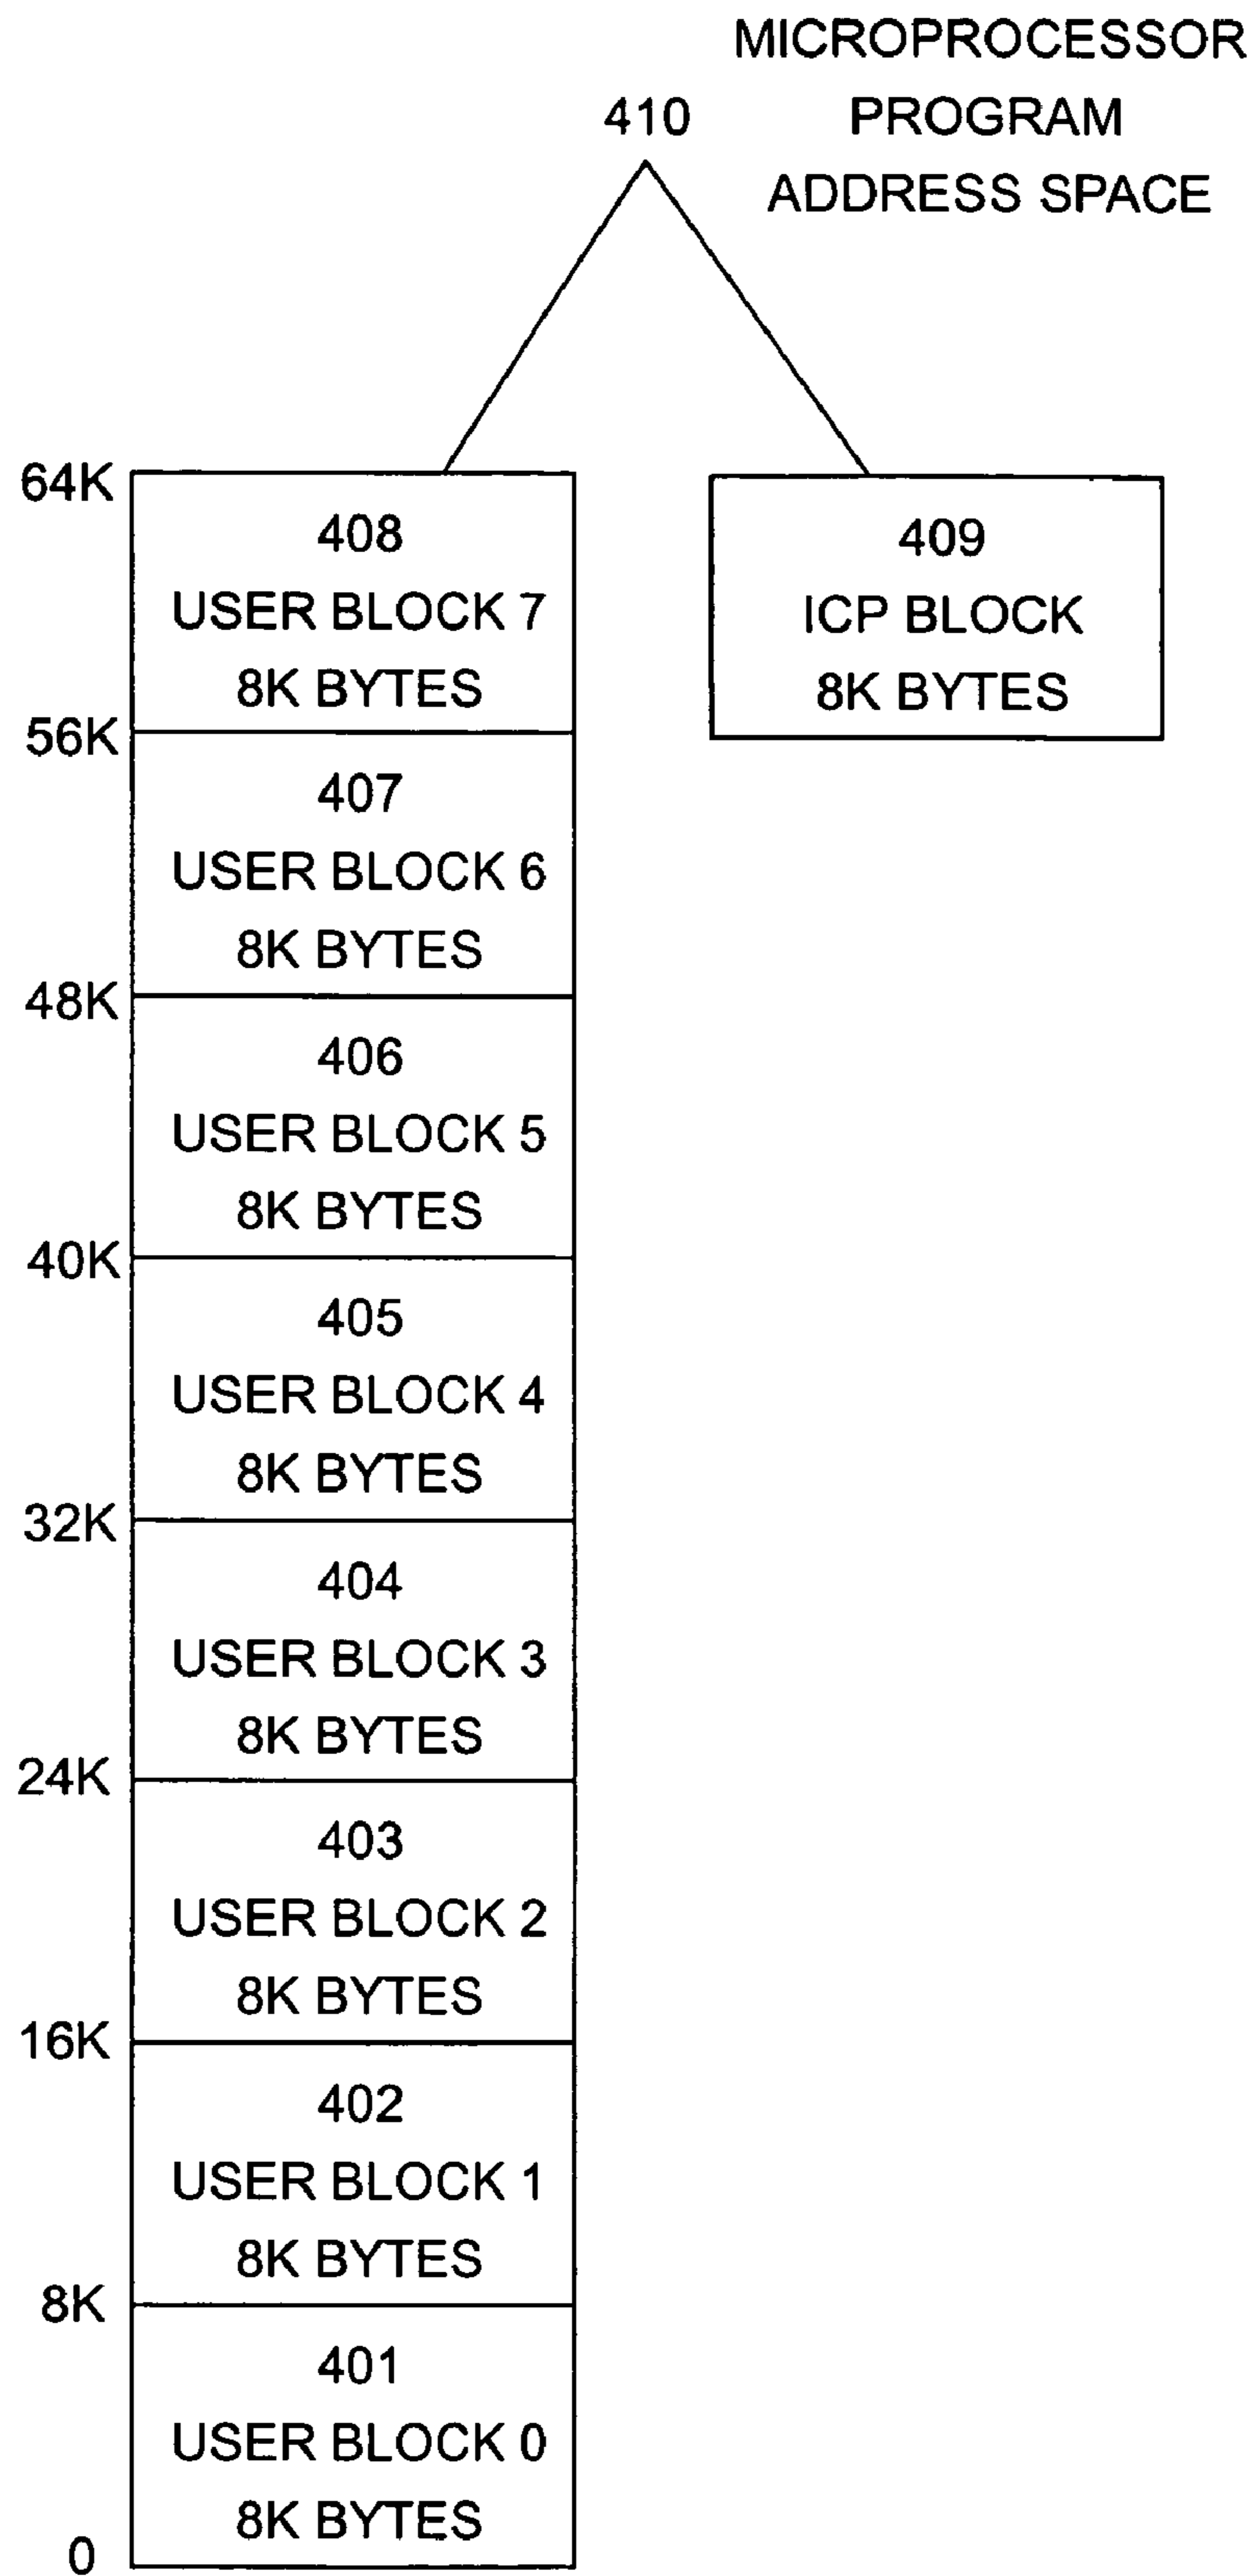 MICROPROCESSOR
410 PROGRAM
ADDRESS SPACE
64K
408
USER BLOCK 7
8K BYTES
409
ICP BLOCK
8K BYTES
56K
407
USER BLOCK 6
8K BYTES
48K
406
USER BLOCK 5
8K BYTES
40K
405
USER BLOCK 4
8K BYTES
32K
404
USER BLOCK 3
8K BYTES
24K
403
USER BLOCK 2
8K BYTES
16K
402
USER BLOCK 1
8K BYTES
8K
401
USER BLOCK 0
8K BYTES
0